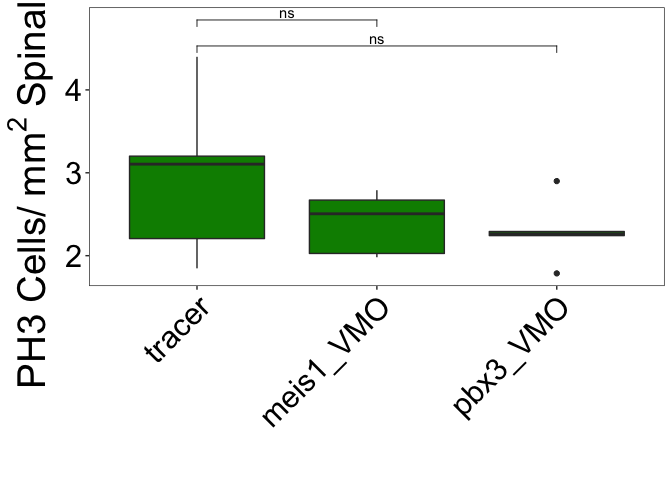 ns
ns
PH3 Cells/ mm² Spinal
4
3
2
tracer
meis1_VMO
pbx3_VMO